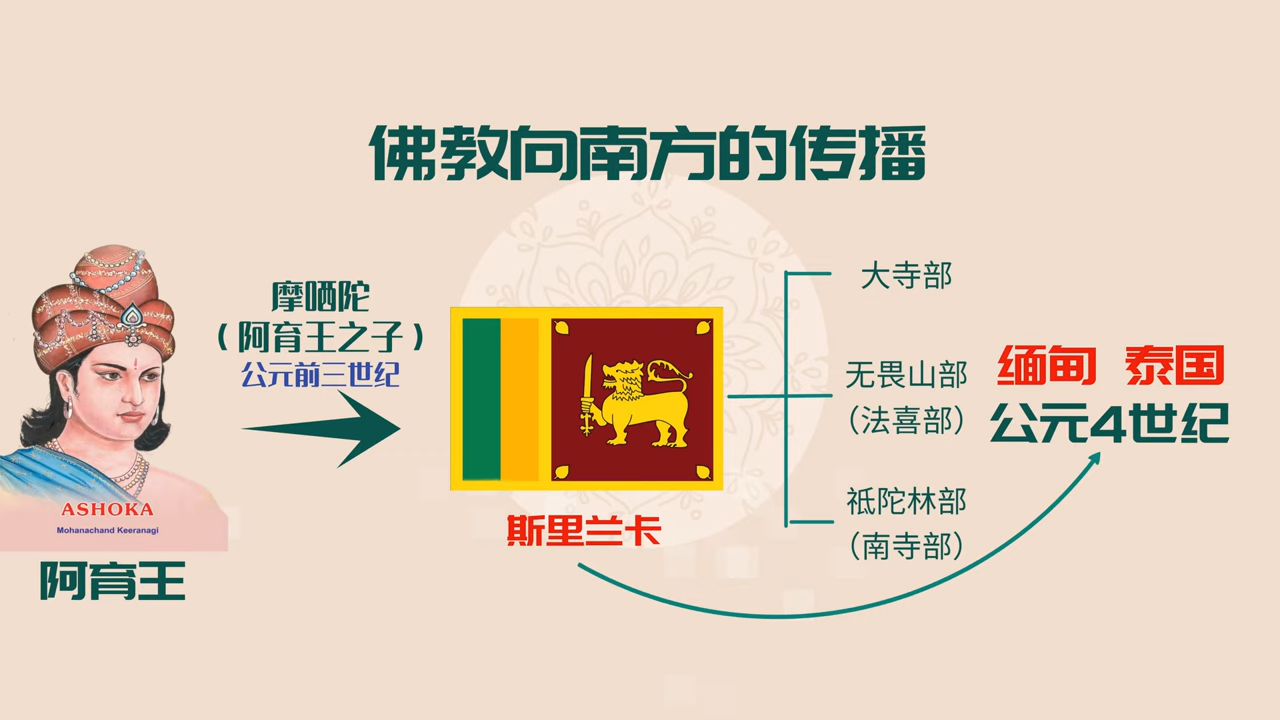 佛教向南方的传播
摩哂陀
（阿育王之子）
公元前三世纪
ASHOKA
Mohanachand Keeranagi
阿育王
斯里兰卡
大寺部
无畏山部
（法喜部）
祇陀林部
（南寺部）
缅甸 泰国
公元4世纪